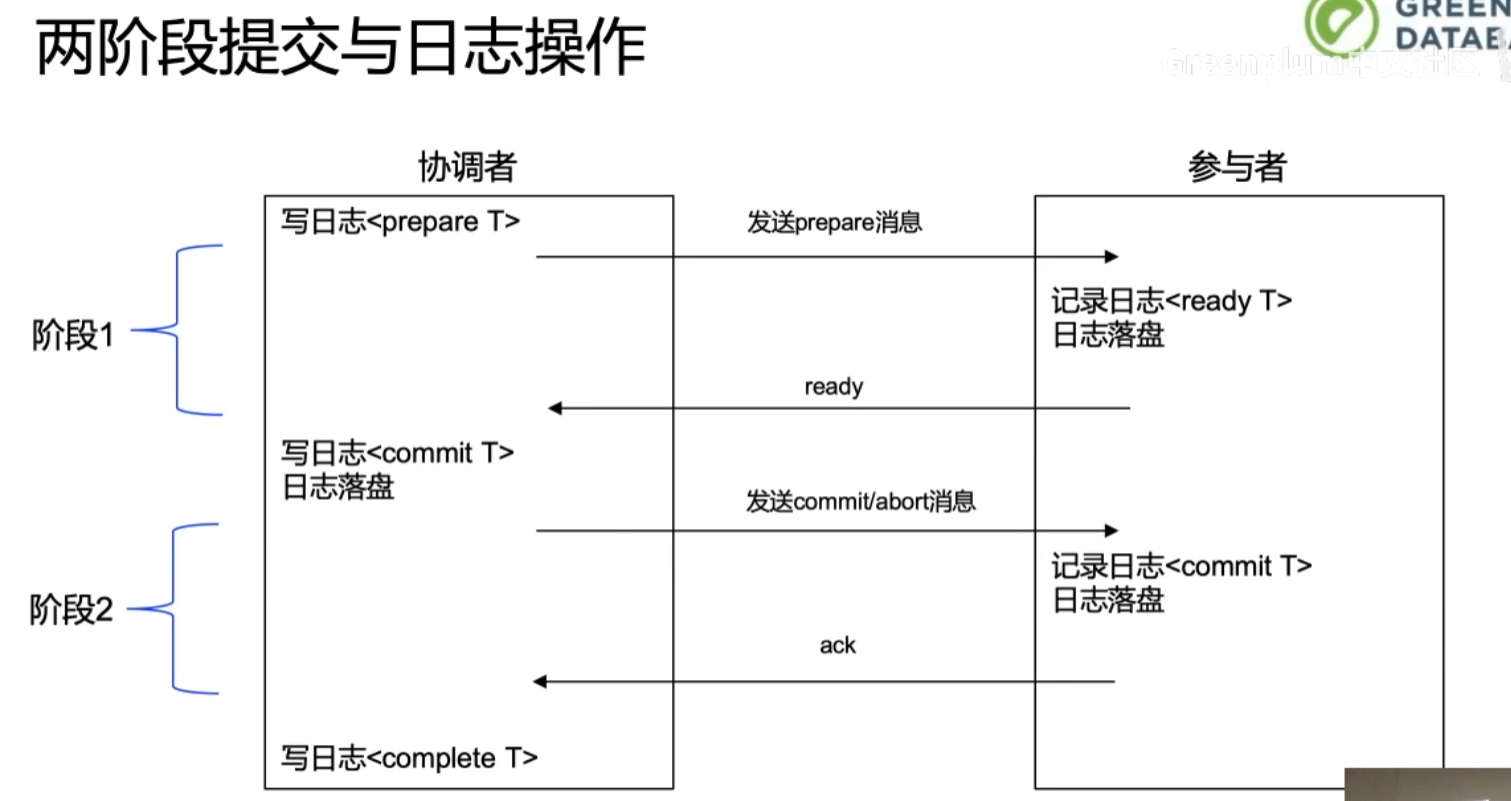 两阶段提交与日志操作
GREEN
DATAB
Greenplum中文社区
协调者
参与者
写日志<prepare T>
发送prepare消息
记录日志<ready T>
日志落盘
阶段1
ready
写日志<commit T>
日志落盘
发送commit/abort消息
记录日志<commit T>
日志落盘
阶段2
ack
写日志<complete T>